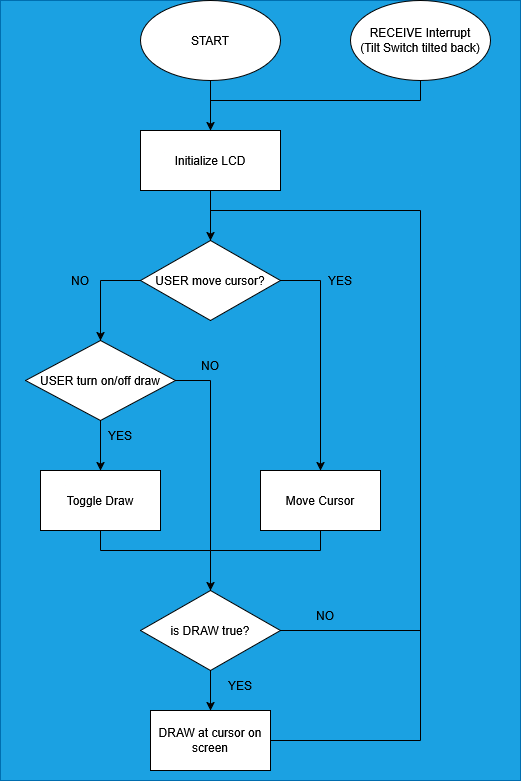 START
RECEIVE Interrupt
(Tilt Switch tilted back)
Initialize LCD
USER move cursor?
NO
YES
USER turn on/off draw
NO
YES
Toggle Draw
Move Cursor
is DRAW true?
NO
YES
DRAW at cursor on
screen